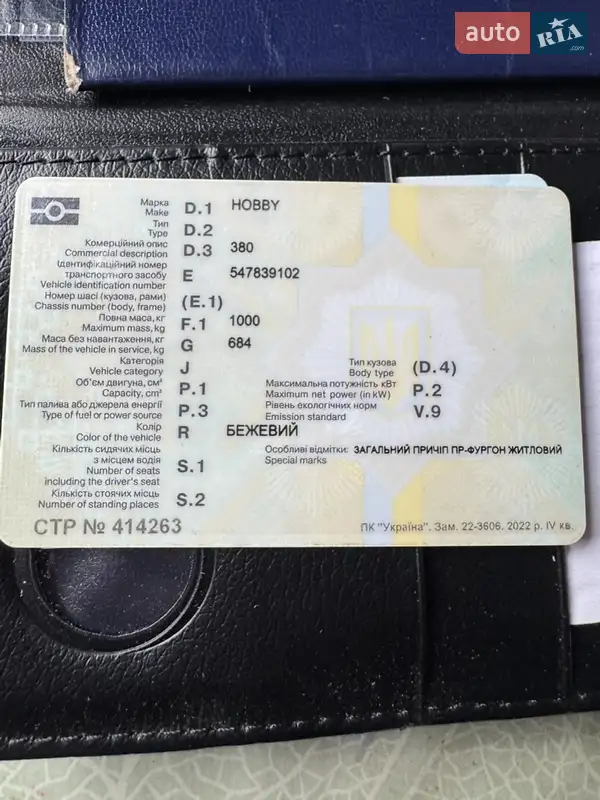 auto RIA.com
Марка
Make D.1 HOBBY
Тип
Type D.2
Комерційний опис
Commercial description D.3 380
Ідентифікаційний номер
транспортного засобу
Vehicle identification number E 547839102
Номер шасі (кузова, рами)
Chassis number (body, frame) (E.1)
Повна маса, кг
Maximum mass, kg F.1 1000
Маса без навантаження, кг
Mass of the vehicle in service, kg G 684
Категорія
Vehicle category J
Тип кузова
Body type (D.4)
Об'єм двигуна, см³
Capacity, cm³ P.1
Максимальна потужність кВт
Maximum net power (in kW) P.2
Тип палива або джерела енергії
Type of fuel or power source P.3
Рівень екологічних норм
Emission standard V.9
Колір
Color of the vehicle R БЕЖЕВИЙ
Особливі відмітки: ЗАГАЛЬНИЙ ПРИЧІП ПР-ФУРГОН ЖИТЛОВИЙ
Special marks
Кількість сидячих місць
з місцем водія
Number of seats
including the driver's seat S.1
Кількість стоячих місць
Number of standing places S.2
СТР № 414263
ПК "Україна". Зам. 22-3606. 2022 р. IV кв.